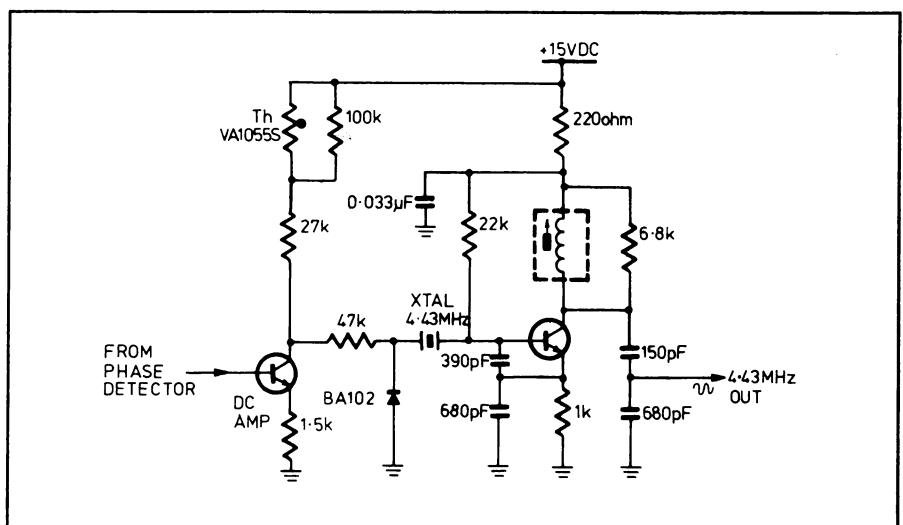 +15VDC
Th
VA1055S
100k
220ohm
0·033µF
27k
22k
6·8k
XTAL
4·43MHz
47k
390pF
150pF
FROM
PHASE
DETECTOR
DC
AMP
BA102
680pF
1k
4·43MHz
OUT
680pF
1·5k